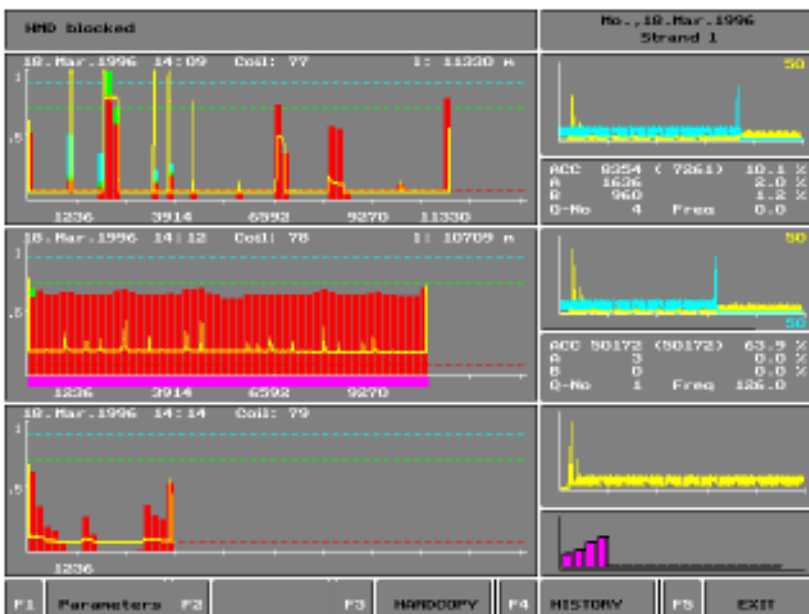 HMD blocked
Mo.,18.Mar.1996
Strand 1
18.Mar.1996 14:09 Coil: 77 l: 11330 m
1
.5
1236 3914 6592 9270 11330
50
ACC 8354 ( 7261) 10.1 %
A 1636 2.0 %
B 960 1.2 %
Q-No 4 Freq 0.0
18.Mar.1996 14:12 Coil: 78 l: 10709 m
1
.5
1236 3914 6592 9270
50
50
ACC 50172 (50172) 63.9 %
A 3 0.0 %
B 0 0.0 %
Q-No 1 Freq 126.0
18.Mar.1996 14:14 Coil: 79
1
.5
1236
F1 Parameters F2 F3 HARDCOPY F4 HISTORY F5 EXIT